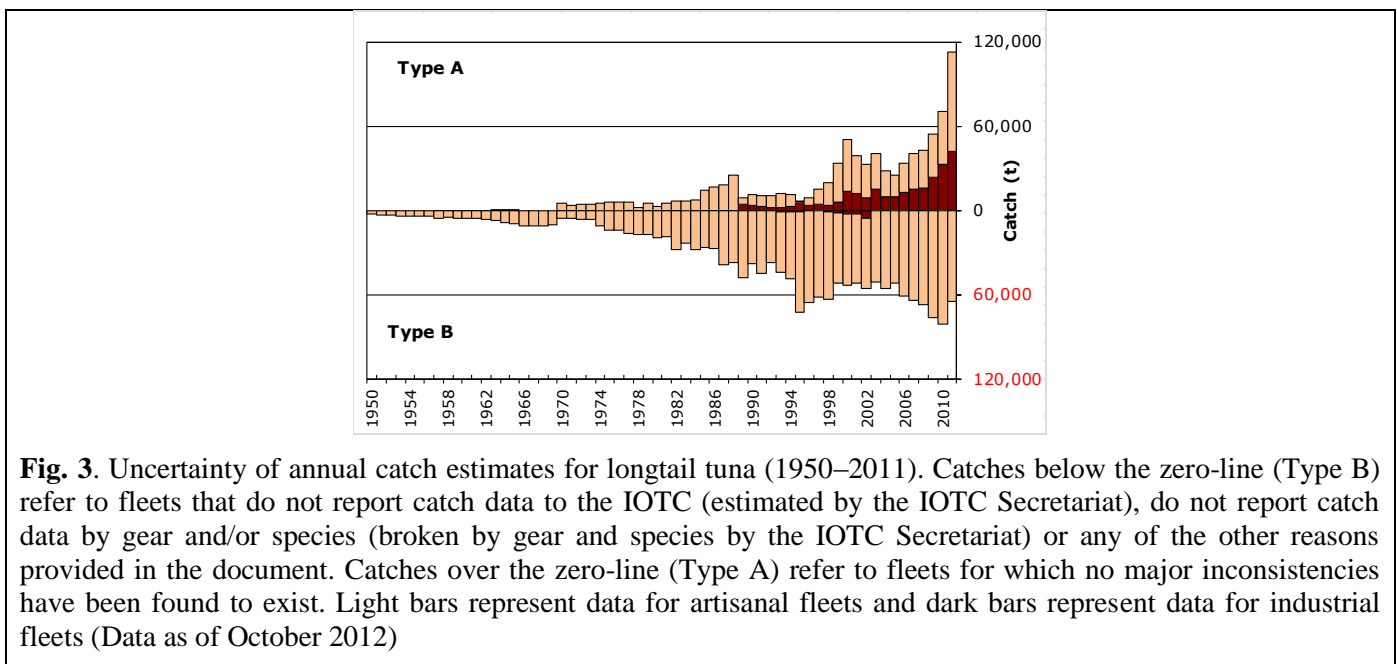 120,000
Type A
60,000
0
Catch (t)
60,000
Type B
120,000
1950
1954
1958
1962
1966
1970
1974
1978
1982
1986
1990
1994
1998
2002
2006
2010
Fig. 3. Uncertainty of annual catch estimates for longtail tuna (1950–2011). Catches below the zero-line (Type B)
refer to fleets that do not report catch data to the IOTC (estimated by the IOTC Secretariat), do not report catch
data by gear and/or species (broken by gear and species by the IOTC Secretariat) or any of the other reasons
provided in the document. Catches over the zero-line (Type A) refer to fleets for which no major inconsistencies
have been found to exist. Light bars represent data for artisanal fleets and dark bars represent data for industrial
fleets (Data as of October 2012)